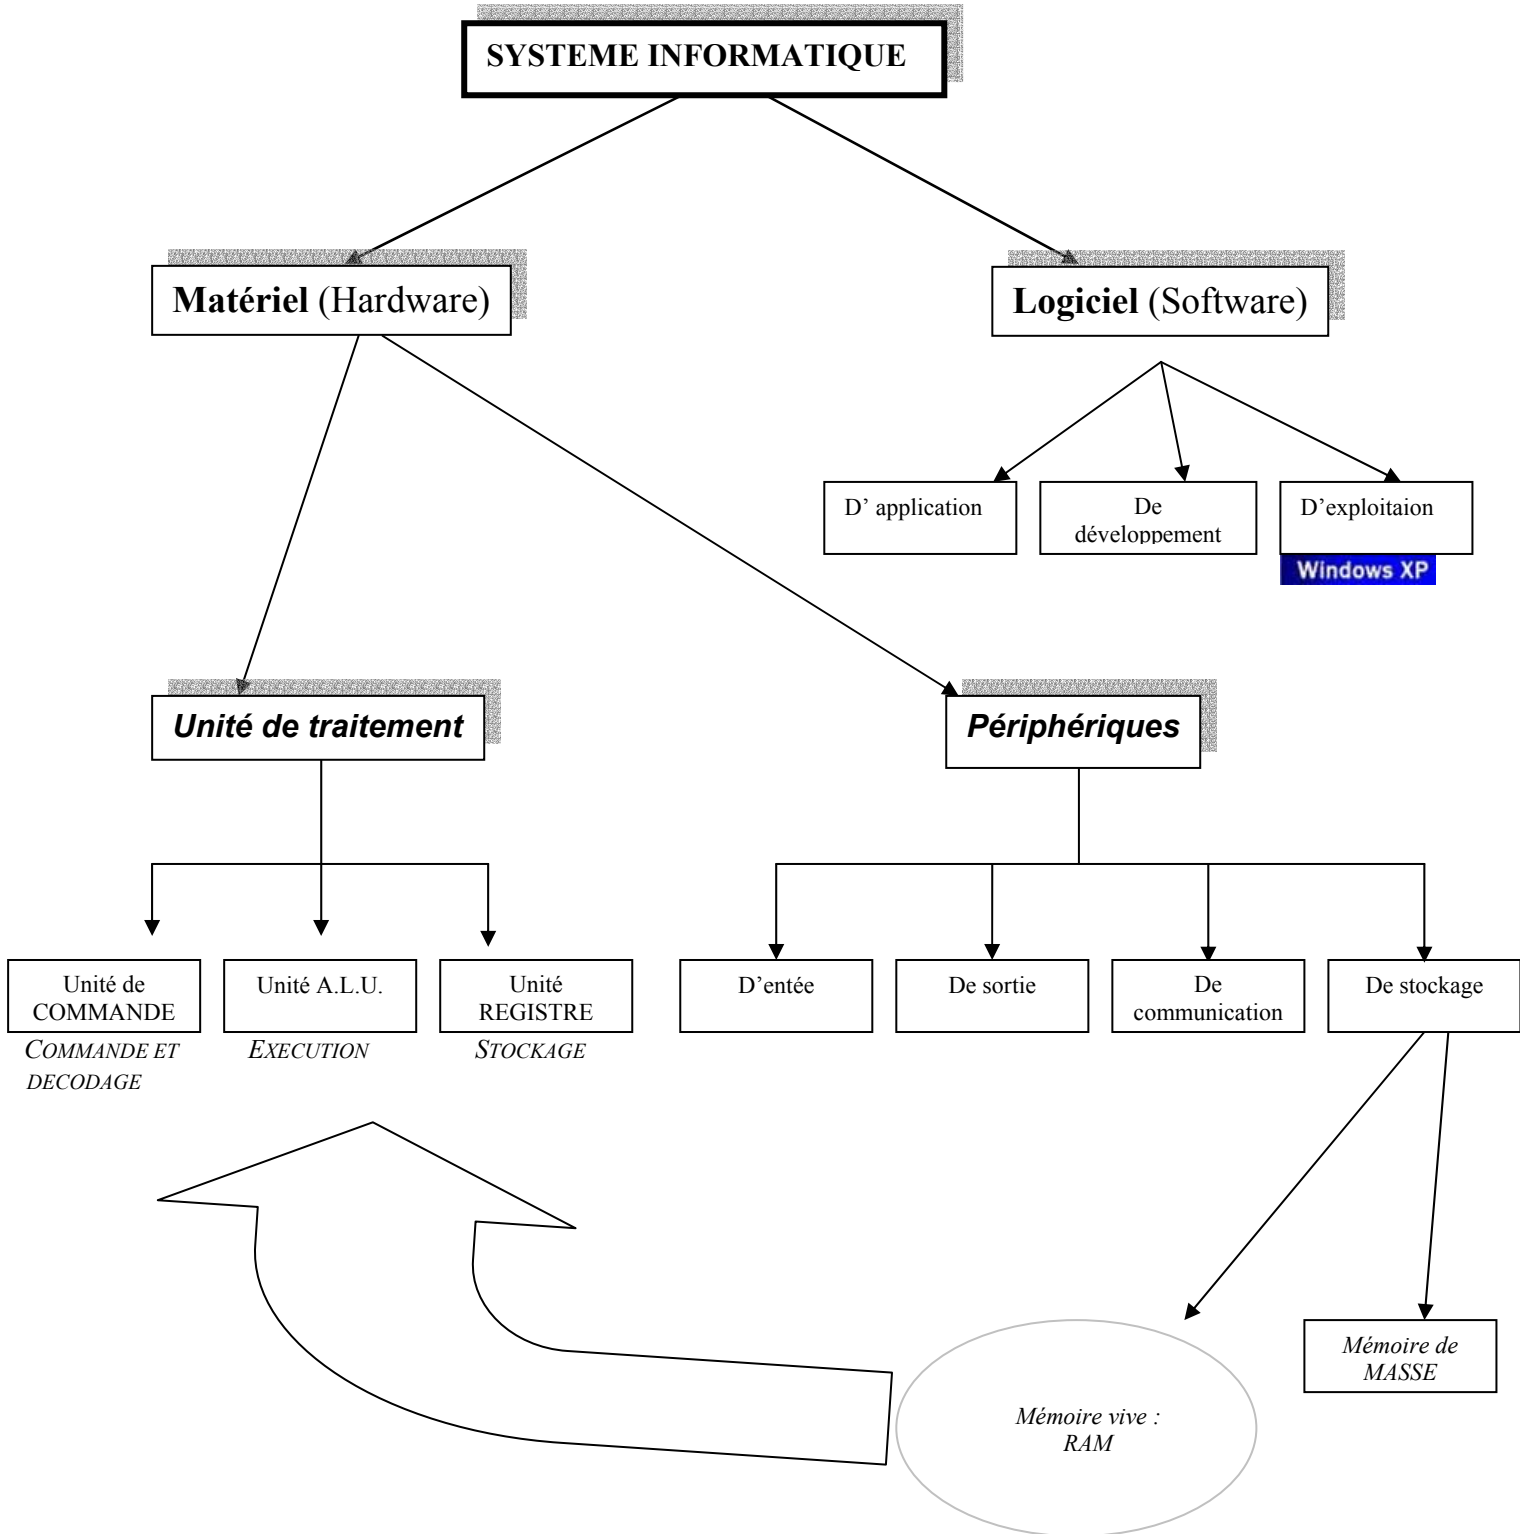 SYSTEME INFORMATIQUE
Matériel (Hardware)
Logiciel (Software)
D’ application
De
développement
D’exploitaion
Windows XP
Unité de traitement
Périphériques
Unité de
COMMANDE
Unité A.L.U.
Unité
REGISTRE
D’entée
De sortie
De
communication
De stockage
COMMANDE ET
DECODAGE
EXECUTION
STOCKAGE
Mémoire de
MASSE
Mémoire vive :
RAM